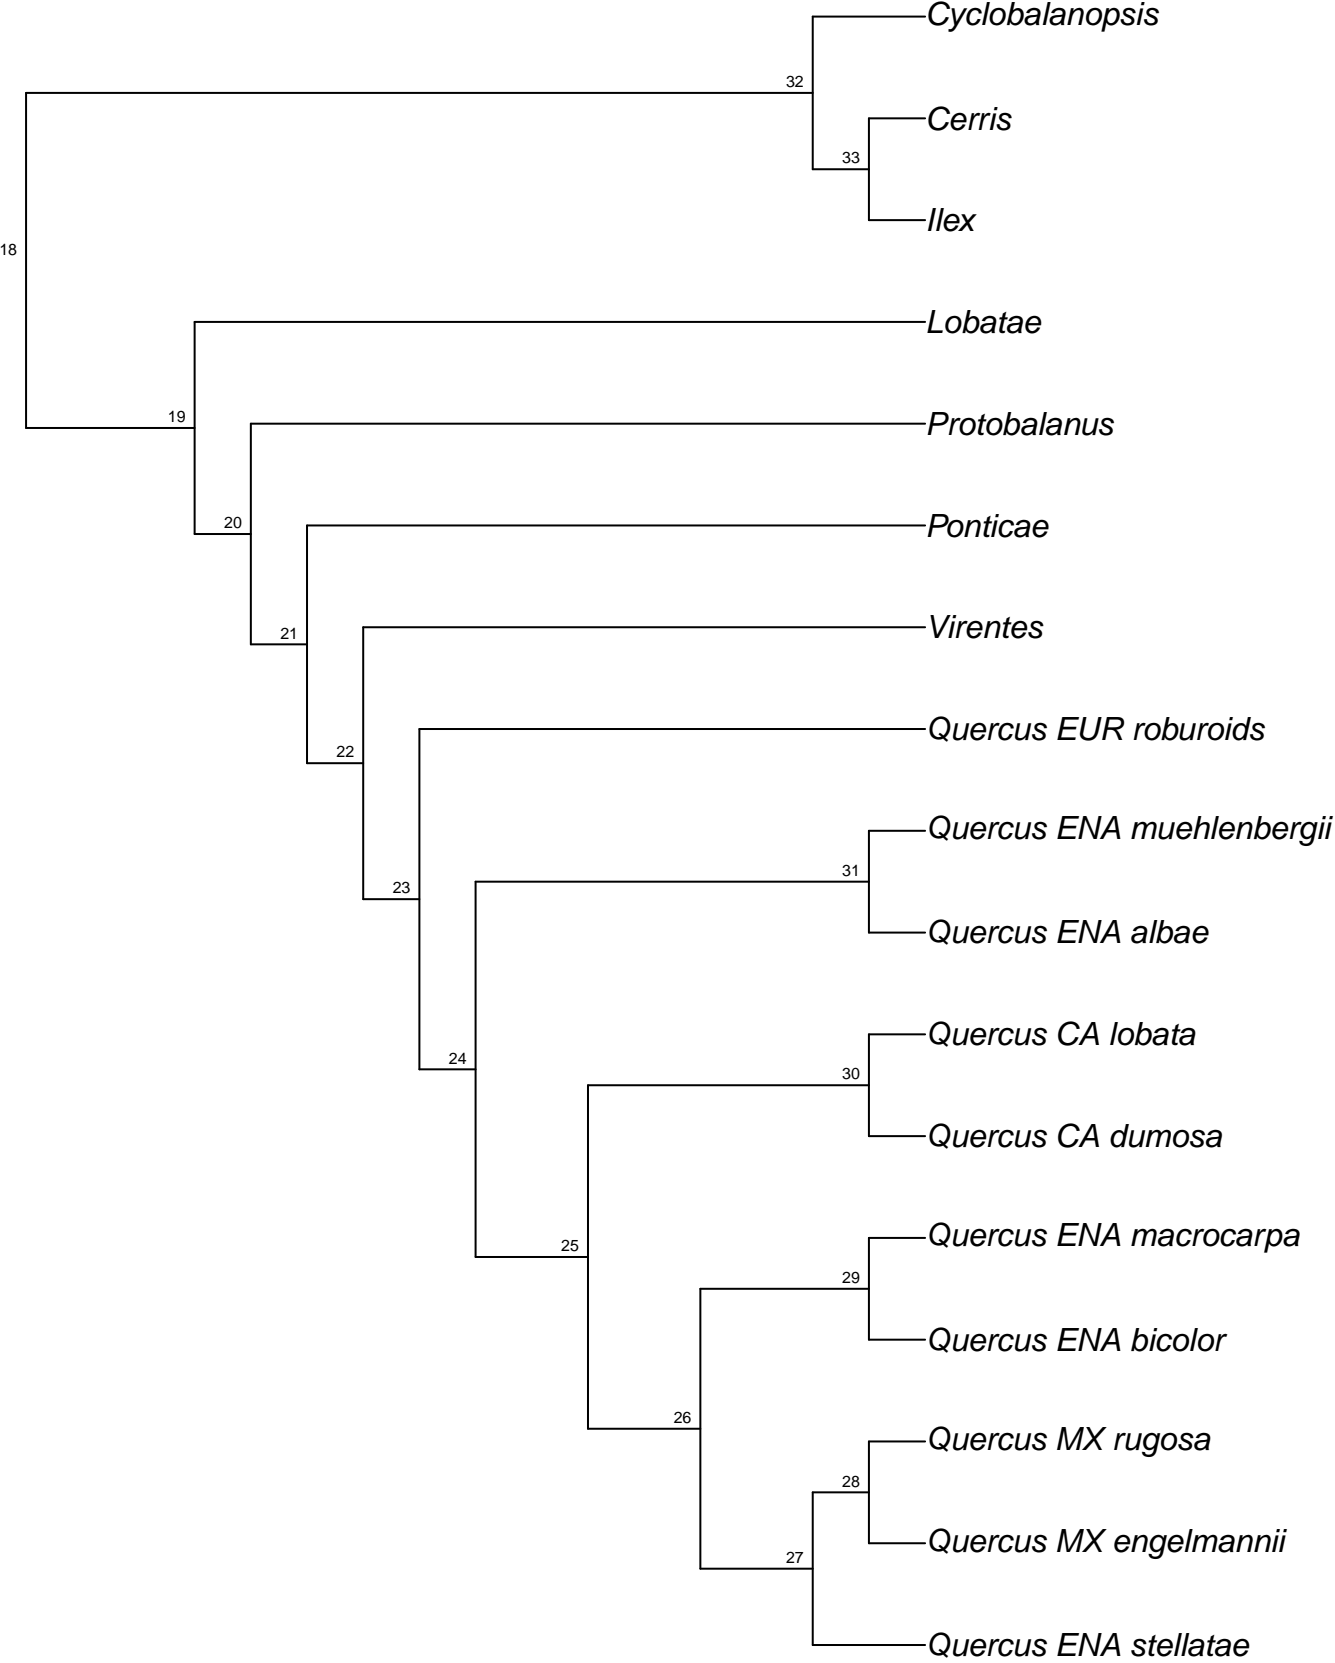 Cyclobalanopsis
32
Cerris
33
Ilex
18
Lobatae
19
Protobalanus
20
Ponticae
21
Virentes
22
Quercus EUR roburoids
Quercus ENA muehlenbergii
31
23
Quercus ENA albae
Quercus CA lobata
24
30
Quercus CA dumosa
Quercus ENA macrocarpa
25
29
Quercus ENA bicolor
26
Quercus MX rugosa
28
Quercus MX engelmannii
27
Quercus ENA stellatae